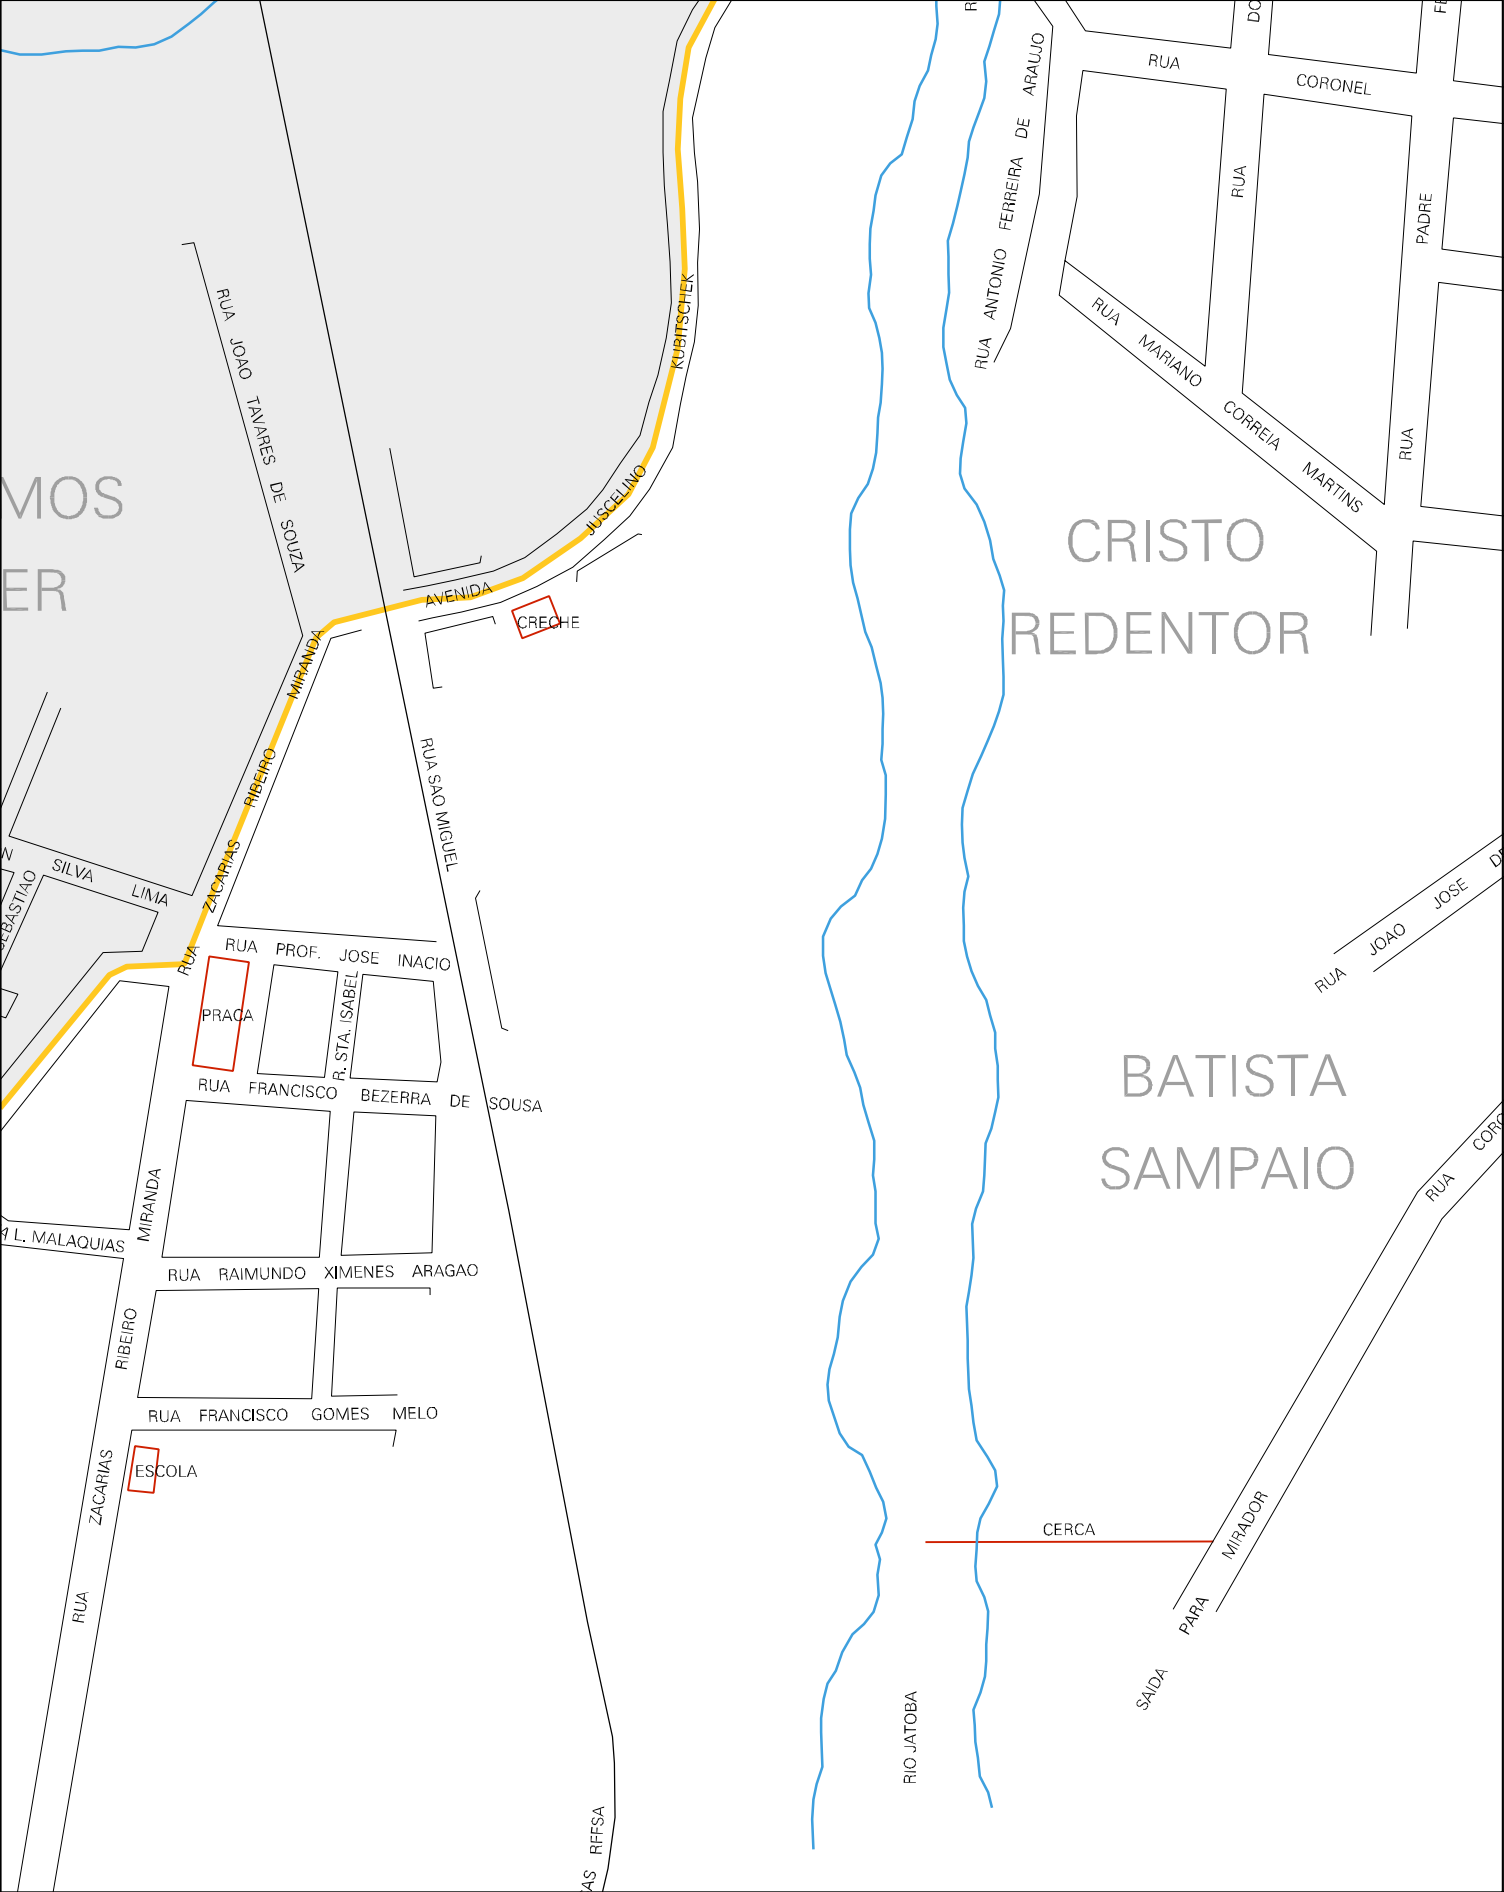 RUA CORONEL
RUA ANTONIO FERREIRA DE ARAUJO
RUA
RUA PADRE
RUA MARIANO CORREIA MARTINS
RUA JOAO TAVARES DE SOUZA
AVENIDA JUSCELINO KUBITSCHEK
CRECHE
CRISTO
REDENTOR
RUA ZACARIAS RIBEIRO MIRANDA
RUA SAO MIGUEL
SILVA LIMA
RUA PROF. JOSE INACIO
PRACA
R. STA. ISABEL
RUA FRANCISCO BEZERRA DE SOUSA
RUA JOAO JOSE
BATISTA
SAMPAIO
L. MALAQUIAS
RUA RAIMUNDO XIMENES ARAGAO
RUA FRANCISCO GOMES MELO
ESCOLA
RUA ZACARIAS RIBEIRO MIRANDA
CERCA
RUA
SAIDA PARA MIRADOR
RIO JATOBA
RFFSA